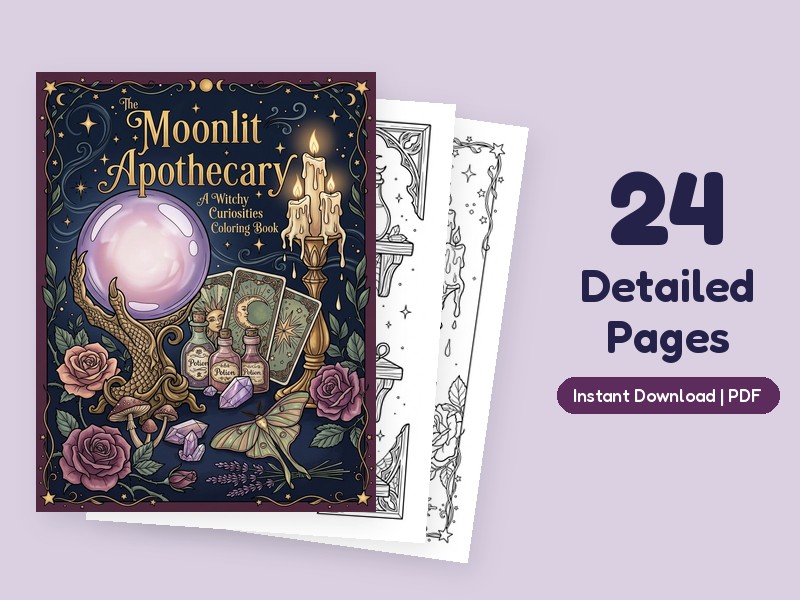 The
Moonlit
Apothecary
A Witchy
Curiosities
Coloring Book
Potion
Potion
Potion
24
Detailed
Pages
Instant Download | PDF